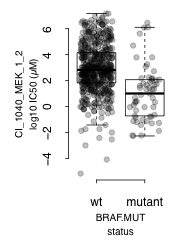 CI_1040_MEK_1_2
log10 IC50 (µM)
6
4
2
0
−2
−4
wt mutant
BRAF.MUT
status